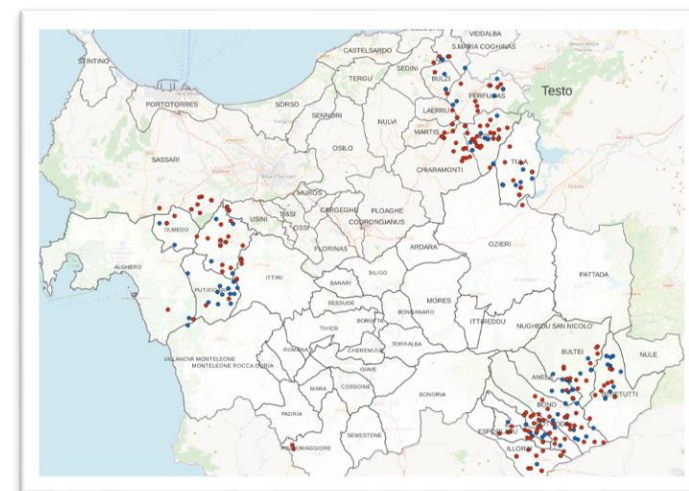 VIDDALBA
CASTELSARDO
S.MARIA COGHINAS
SEDINI
STINTINO
TERGU
BULZI
PERFUGAS
Testo
PORTOTORRES
SORSO
LAERRU
SENNORI
NULVI
MARTIS
OSILO
SASSARI
TULA
CHIARAMONTI
MUROS
USINI
CARGEGHE
PLOAGHE
CODRONGIANUS
OLMEDO
OSSI
FLORINAS
ARDARA
OZIERI
ALGHERO
ITTIRI
SILIGO
PATTADA
BANARI
PUTIFIGARI
BESSUDE
MORES
BONNANARO
ITTIREDDU
NUGHEDU SAN NICOLO'
BORUTTA
THIESI
TORRALBA
ROMANA
CHEREMULE
BULTEI
NULE
VILLANOVA MONTELEONE
MONTELEONE ROCCA DORIA
GIAVE
ANELA
MARA
COSSOINE
BONORVA
BONO
PADRIA
SEMESTENE
ESPORLATU
ILLORAI